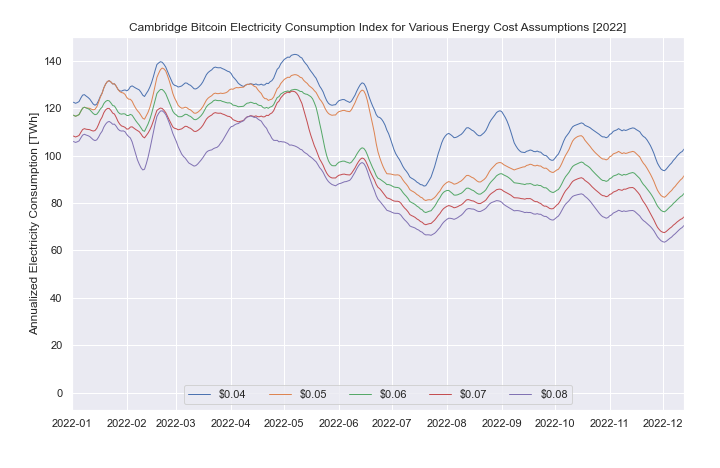 Cambridge Bitcoin Electricity Consumption Index for Various Energy Cost Assumptions [2022]
Annualized Electricity Consumption [TWh]
140
120
100
80
60
40
20
0
$0.04 $0.05 $0.06 $0.07 $0.08
2022-01 2022-02 2022-03 2022-04 2022-05 2022-06 2022-07 2022-08 2022-09 2022-10 2022-11 2022-12